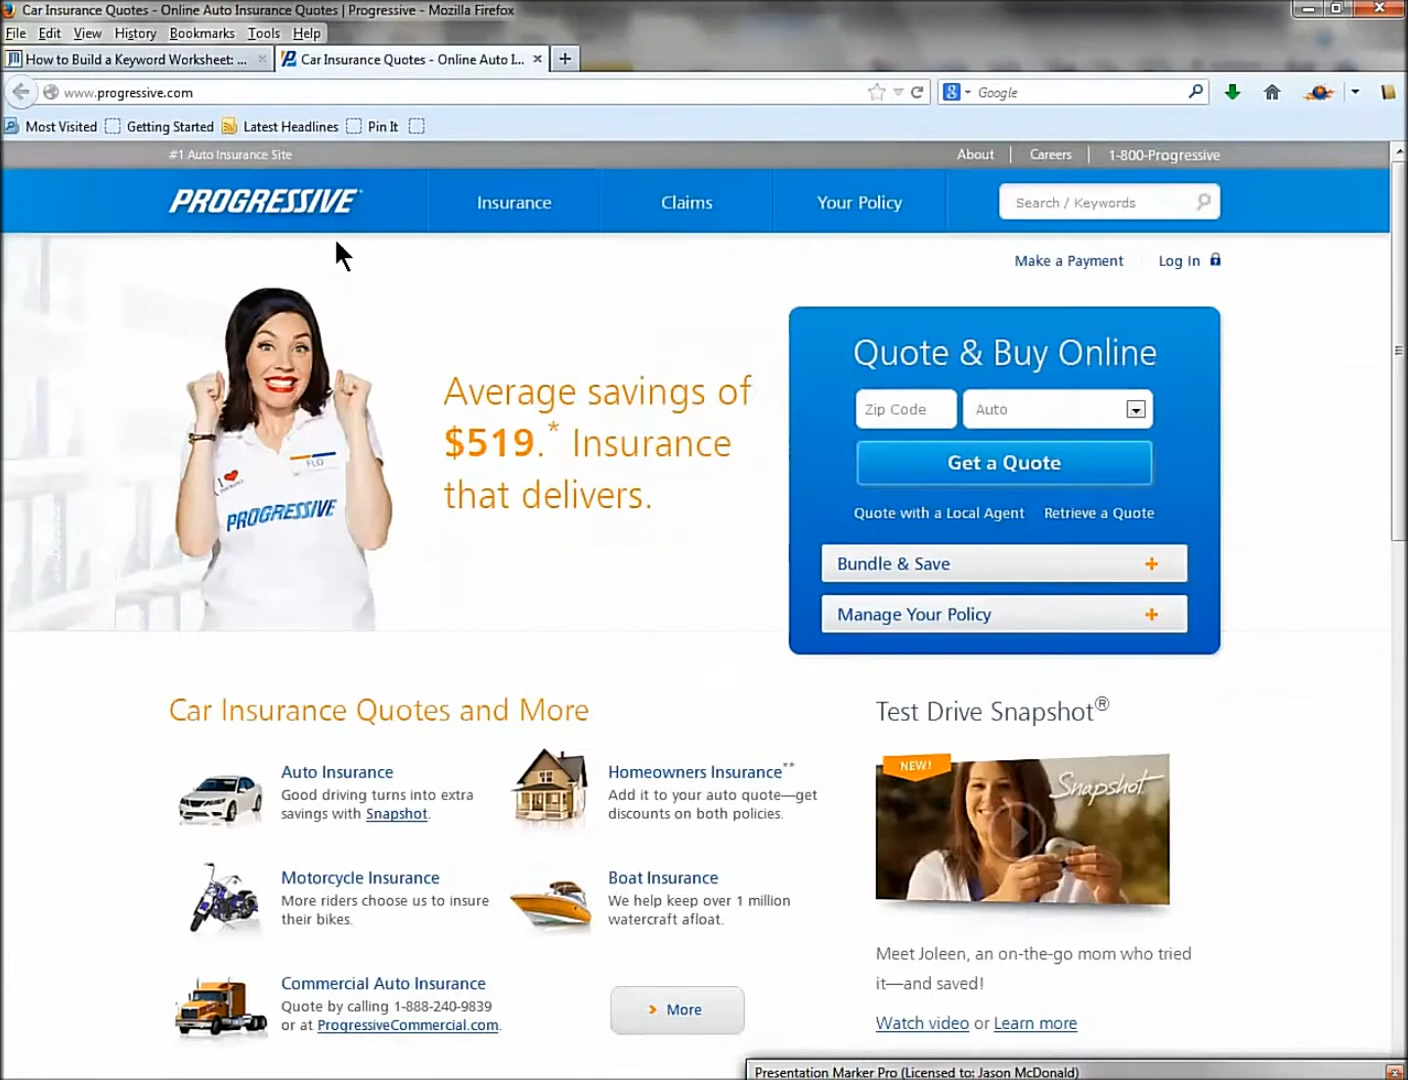 Car Insurance Quotes - Online Auto Insurance Quotes | Progressive - Mozilla Firefox
File Edit View History Bookmarks Tools Help
How to Build a Keyword Worksheet: ...
Car Insurance Quotes - Online Auto I...
www.progressive.com
Google
Most Visited Getting Started Latest Headlines Pin It
#1 Auto Insurance Site
About Careers 1-800-Progressive
PROGRESSIVE
Insurance Claims Your Policy
Search / Keywords
Make a Payment Log In
Quote & Buy Online
Zip Code Auto
Get a Quote
Quote with a Local Agent Retrieve a Quote
Bundle & Save +
Manage Your Policy +
Average savings of
$519.* Insurance
that delivers.
FLO
I
PROGRESSIVE
Car Insurance Quotes and More
Auto Insurance
Good driving turns into extra
savings with Snapshot.
Homeowners Insurance**
Add it to your auto quote—get
discounts on both policies.
Motorcycle Insurance
More riders choose us to insure
their bikes.
Boat Insurance
We help keep over 1 million
watercraft afloat.
Commercial Auto Insurance
Quote by calling 1-888-240-9839
or at ProgressiveCommercial.com.
More
Test Drive Snapshot®
NEW!
Snapshot
Meet Joleen, an on-the-go mom who tried
it—and saved!
Watch video or Learn more
Presentation Marker Pro (Licensed to: Jason McDonald)